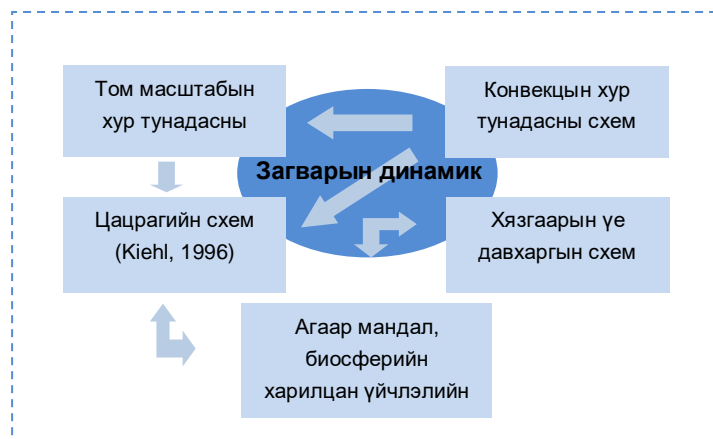 Том масштабын
хур тунадасны
Конвекцын хур
тунадасны схем
Загварын динамик
Цацрагийн схем
(Kiehl, 1996)
Хязгаарын үе
давхаргын схем
Агаар мандал,
биосферийн
харилцан үйчлэлийн